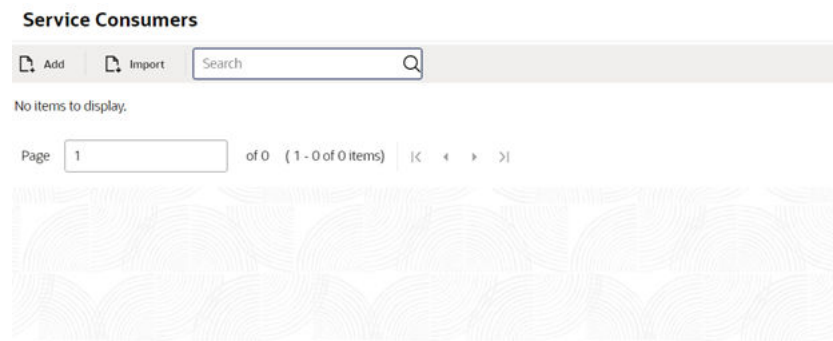 Service Consumers
Add Import Search
No items to display.
Page 1 of 0 ( 1 - 0 of 0 items)